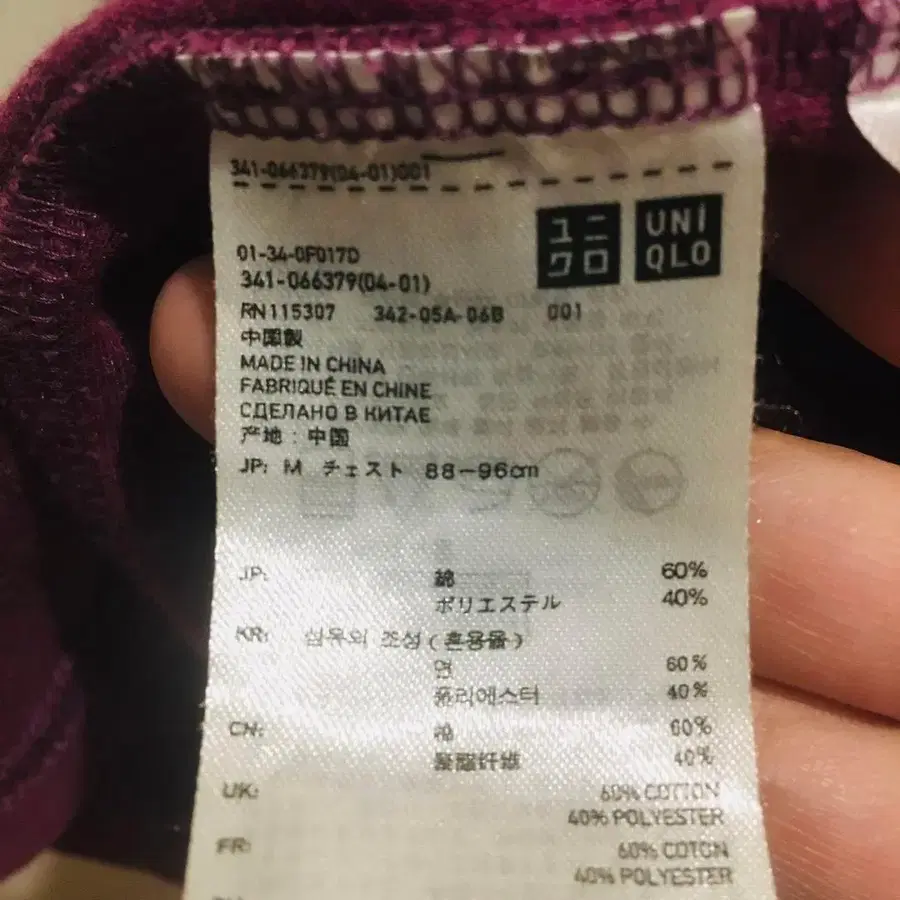 341-066379(04-01)001
ユニ
クロ
UNI
QLO
01-34-0F017D
341-066379(04-01)
RN115307 342-05A-06B 001
中国製
MADE IN CHINA
FABRIQUÉ EN CHINE
СДЕЛАНО В КИТАЕ
产地：中国
JP: M チェスト 88-96cm
JP: 綿 60%
ポリエステル 40%
KR: 섬유의 조성(혼용율)
면 60%
폴리에스터 40%
CN: 棉 60%
聚酯纤维 40%
UK: 60% COTTON
40% POLYESTER
FR: 60% COTON
40% POLYESTER